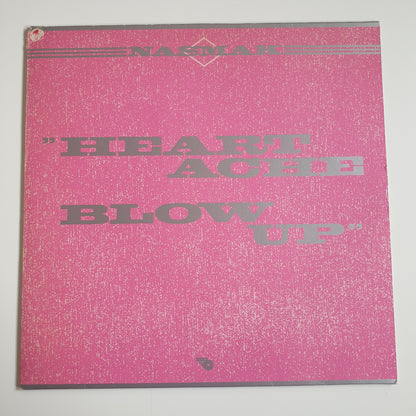 NASMAK
"HEART
ACHE
BLOW
UP"